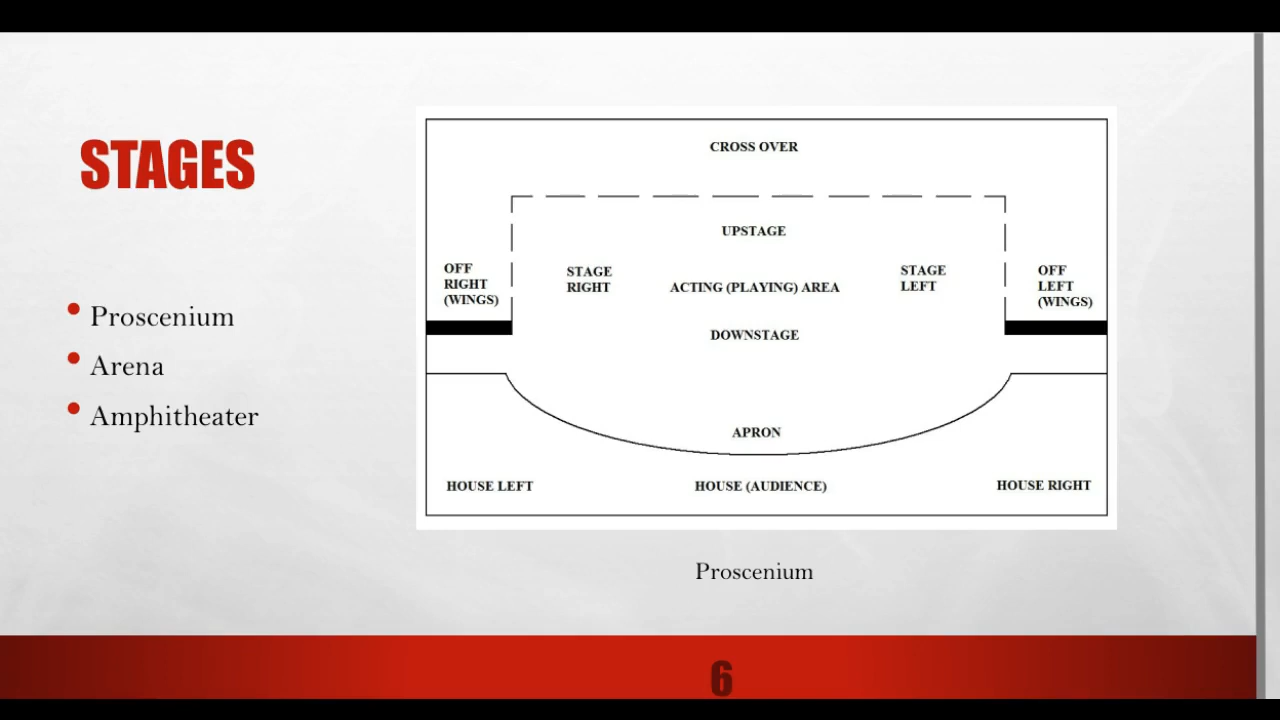 STAGES
• Proscenium
• Arena
• Amphitheater
CROSS OVER
UPSTAGE
OFF
RIGHT
(WINGS)
STAGE
RIGHT
ACTING (PLAYING) AREA
STAGE
LEFT
OFF
LEFT
(WINGS)
DOWNSTAGE
APRON
HOUSE LEFT
HOUSE (AUDIENCE)
HOUSE RIGHT
Proscenium
6